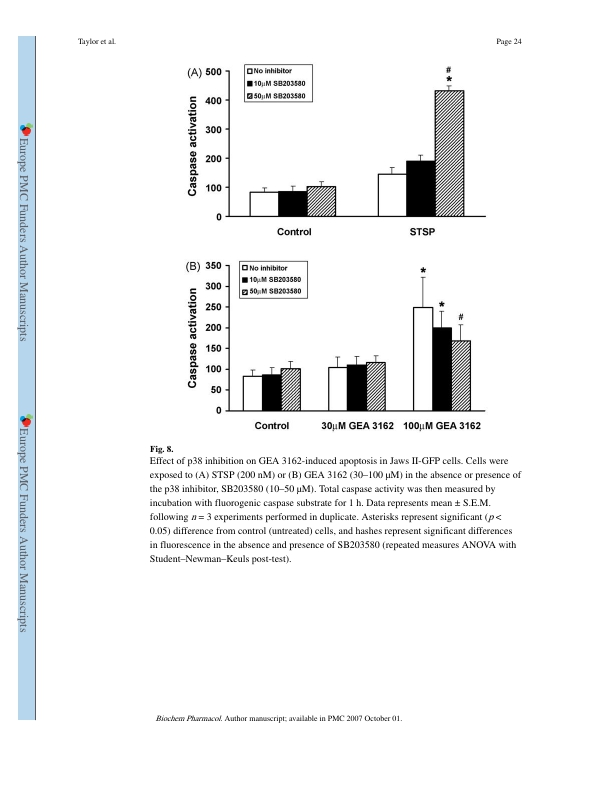 Taylor et al.
Page 24
Europe PMC Funders Author Manuscripts
Europe PMC Funders Author Manuscripts
(A)
500
400
300
200
100
0
Caspase activation
No inhibitor
10μM SB203580
50μM SB203580
#
*
Control
STSP
(B)
350
300
250
200
150
100
50
0
Caspase activation
No inhibitor
10μM SB203580
50μM SB203580
*
*
#
Control
30μM GEA 3162
100μM GEA 3162
Fig. 8.
Effect of p38 inhibition on GEA 3162-induced apoptosis in Jaws II-GFP cells. Cells were
exposed to (A) STSP (200 nM) or (B) GEA 3162 (30–100 μM) in the absence or presence of
the p38 inhibitor, SB203580 (10–50 μM). Total caspase activity was then measured by
incubation with fluorogenic caspase substrate for 1 h. Data represents mean ± S.E.M.
following n = 3 experiments performed in duplicate. Asterisks represent significant (p <
0.05) difference from control (untreated) cells, and hashes represent significant differences
in fluorescence in the absence and presence of SB203580 (repeated measures ANOVA with
Student–Newman–Keuls post-test).
Biochem Pharmacol. Author manuscript; available in PMC 2007 October 01.